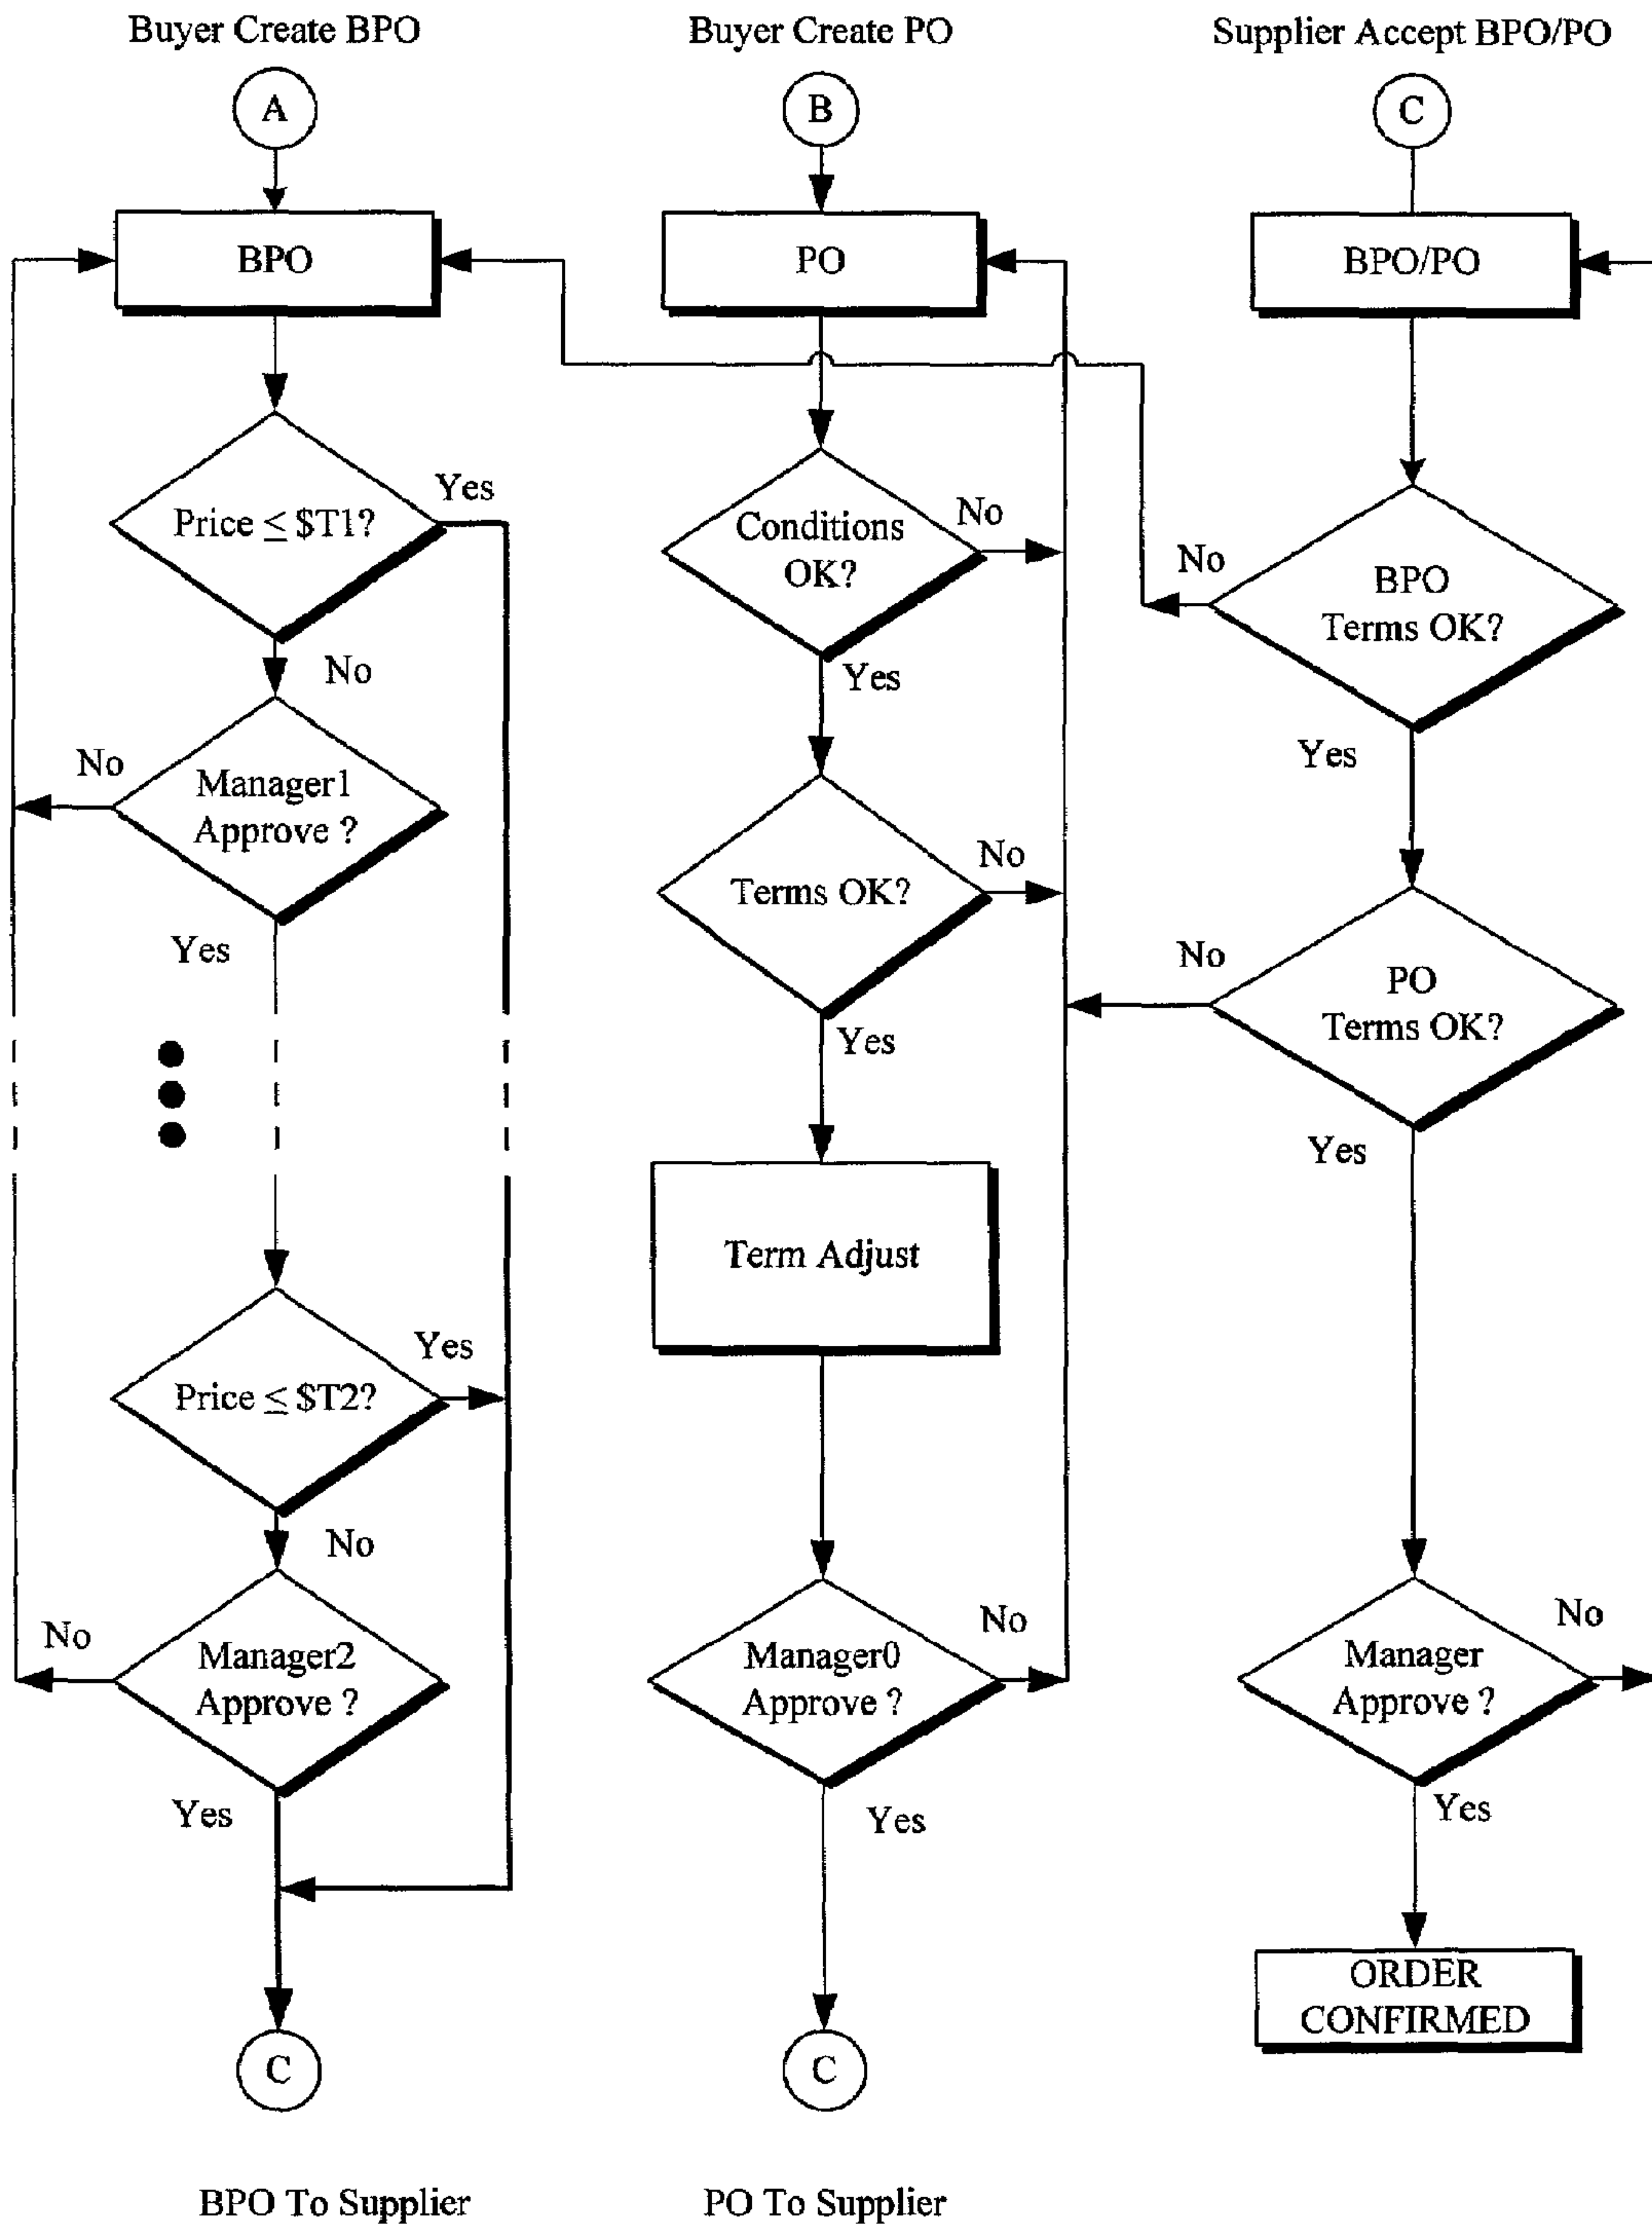 Buyer Create BPO
A
BPO
Price ≤ $T1?
Yes
No
Manager1
Approve ?
No
Yes
Price ≤ $T2?
Yes
No
Manager2
Approve ?
No
Yes
C
BPO To Supplier
Buyer Create PO
B
PO
Conditions
OK?
No
Yes
Terms OK?
No
Yes
Term Adjust
Manager0
Approve ?
No
Yes
C
PO To Supplier
Supplier Accept BPO/PO
C
BPO/PO
BPO
Terms OK?
No
Yes
PO
Terms OK?
No
Yes
Manager
Approve ?
No
Yes
ORDER
CONFIRMED